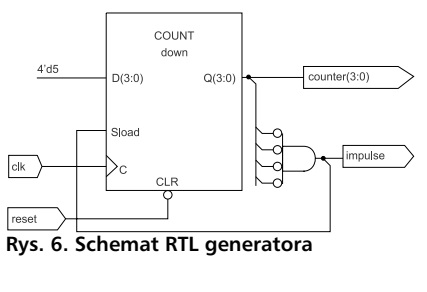 COUNT
down
4'd5
D(3:0)
Q(3:0)
counter(3:0)
Sload
impulse
clk
C
CLR
reset
Rys. 6. Schemat RTL generatora